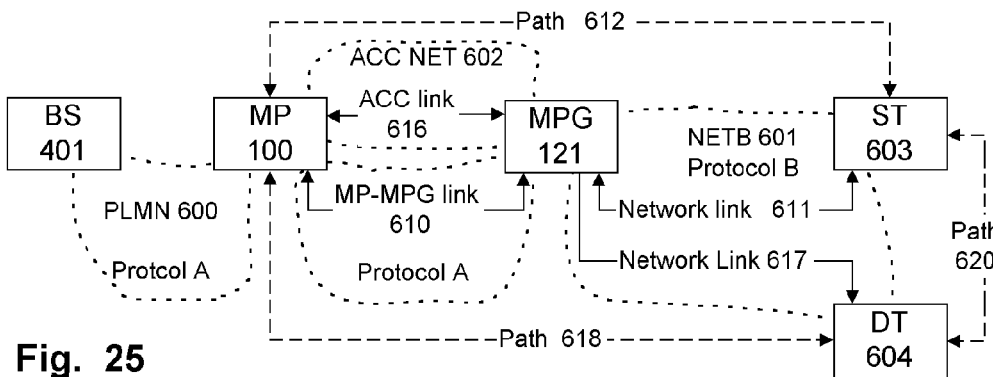 Path 612
ACC NET 602
BS
401
MP
100
ACC link
616
MPG
121
NETB 601
Protocol B
ST
603
PLMN 600
MP-MPG link
610
Network link 611
Protcol A
Protocol A
Network Link 617
Path
620
Path 618
DT
604
Fig. 25